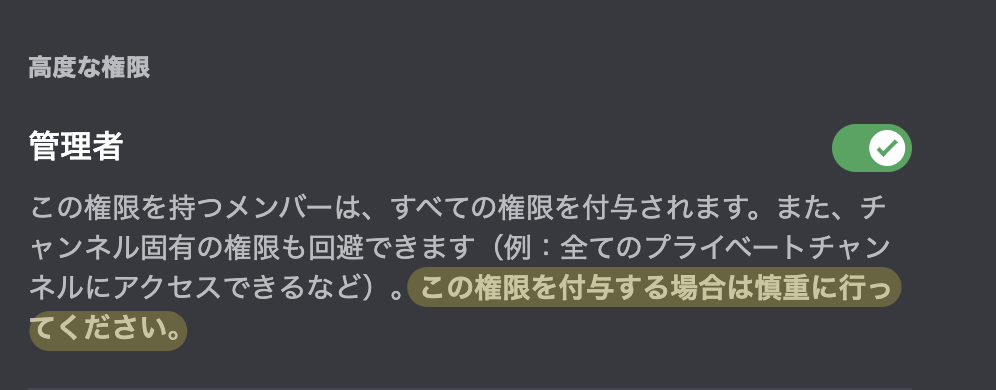 高度な権限
管理者
この権限を持つメンバーは、すべての権限を付与されます。また、チ
ャンネル固有の権限も回避できます（例：全てのプライベートチャン
ネルにアクセスできるなど）。この権限を付与する場合は慎重に行っ
てください。